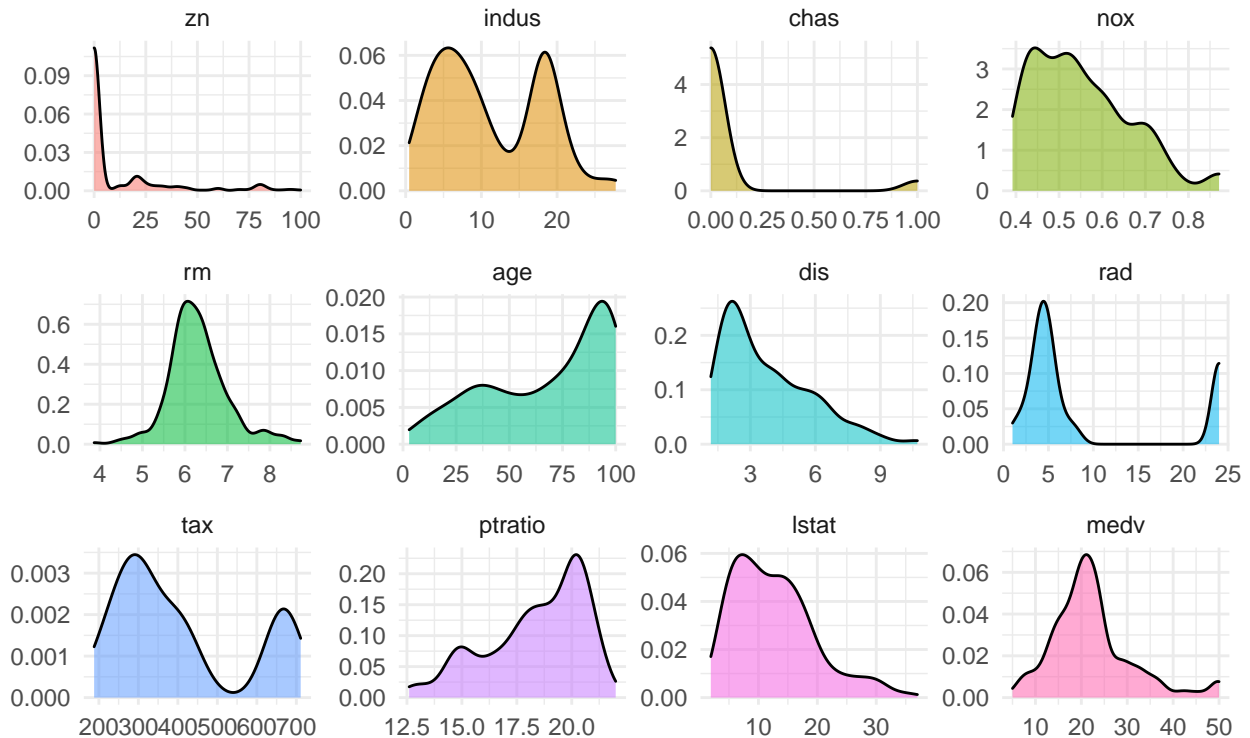 zn indus chas nox
0.09 0.06 0.03 0.00
0 25 50 75 100
0.06 0.04 0.02 0.00
0 10 20
4 2 0
0.00 0.25 0.50 0.75 1.00
3 2 1 0
0.4 0.5 0.6 0.7 0.8
rm age dis rad
0.6 0.4 0.2 0.0
4 5 6 7 8
0.020 0.015 0.010 0.005 0.000
0 25 50 75 100
0.2 0.1 0.0
3 6 9
0.20 0.15 0.10 0.05 0.00
0 5 10 15 20 25
tax ptratio lstat medv
0.003 0.002 0.001 0.000
200 300 400 500 600 700
0.20 0.15 0.10 0.05 0.00
12.5 15.0 17.5 20.0
0.06 0.04 0.02 0.00
10 20 30
0.06 0.04 0.02 0.00
10 20 30 40 50